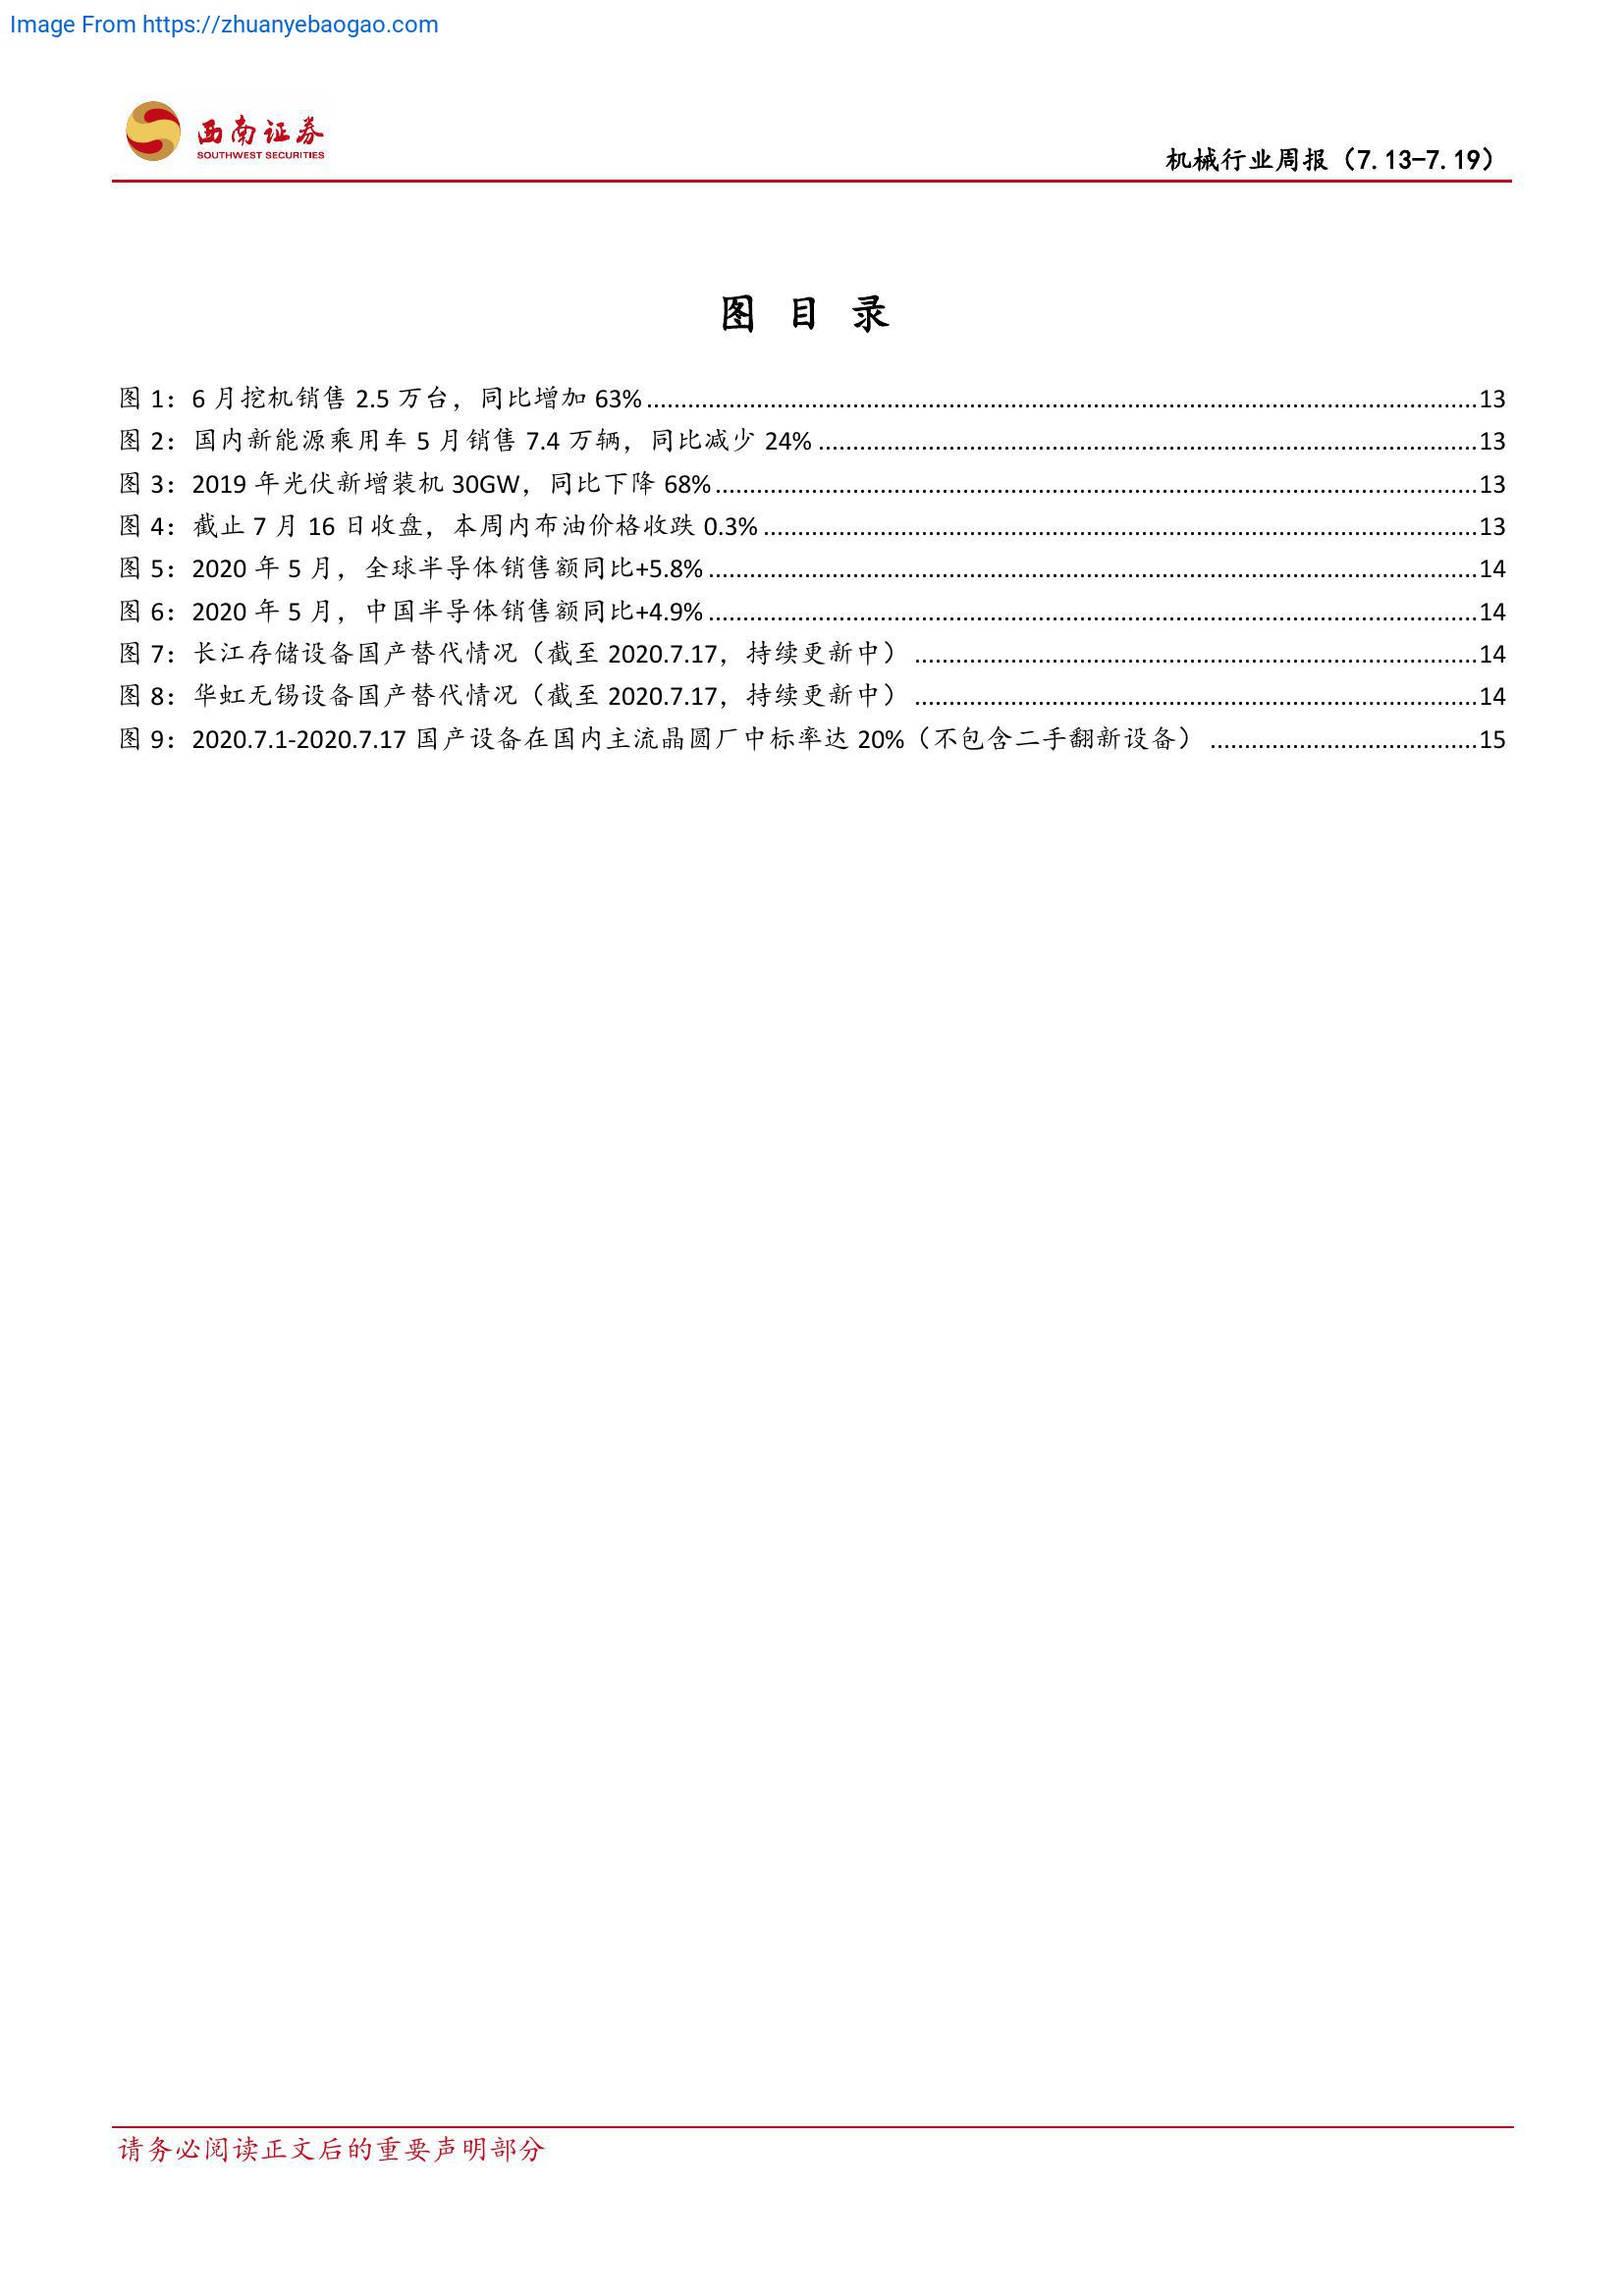 Image From https://zhuanyebaogao.com
西南证券
SOUTHWEST SECURITIES
机械行业周报（7.13-7.19）
图 目 录
图 1：6 月挖机销售 2.5 万台，同比增加 63% 13
图 2：国内新能源乘用车 5 月销售 7.4 万辆，同比减少 24% 13
图 3：2019 年光伏新增装机 30GW，同比下降 68% 13
图 4：截止 7 月 16 日收盘，本周内布油价格收跌 0.3% 13
图 5：2020 年 5 月，全球半导体销售额同比+5.8% 14
图 6：2020 年 5 月，中国半导体销售额同比+4.9% 14
图 7：长江存储设备国产替代情况（截至 2020.7.17，持续更新中） 14
图 8：华虹无锡设备国产替代情况（截至 2020.7.17，持续更新中） 14
图 9：2020.7.1-2020.7.17 国产设备在国内主流晶圆厂中标率达 20%（不包含二手翻新设备） 15
请务必阅读正文后的重要声明部分